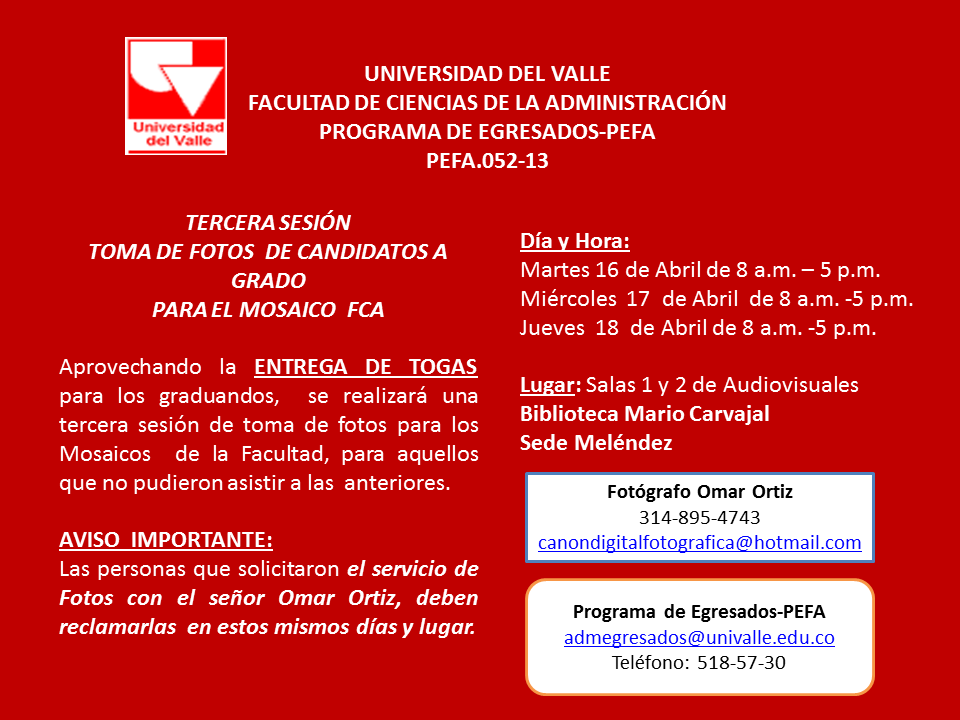 Universidad
del Valle
UNIVERSIDAD DEL VALLE
FACULTAD DE CIENCIAS DE LA ADMINISTRACIÓN
PROGRAMA DE EGRESADOS-PEFA
PEFA.052-13
TERCERA SESIÓN
TOMA DE FOTOS DE CANDIDATOS A
GRADO
PARA EL MOSAICO FCA
Aprovechando la ENTREGA DE TOGAS
para los graduandos, se realizará una
tercera sesión de toma de fotos para los
Mosaicos de la Facultad, para aquellos
que no pudieron asistir a las anteriores.
AVISO IMPORTANTE:
Las personas que solicitaron el servicio de
Fotos con el señor Omar Ortiz, deben
reclamarlas en estos mismos días y lugar.
Día y Hora:
Martes 16 de Abril de 8 a.m. – 5 p.m.
Miércoles 17 de Abril de 8 a.m. -5 p.m.
Jueves 18 de Abril de 8 a.m. -5 p.m.
Lugar: Salas 1 y 2 de Audiovisuales
Biblioteca Mario Carvajal
Sede Meléndez
Fotógrafo Omar Ortiz
314-895-4743
canondigitalfotografica@hotmail.com
Programa de Egresados-PEFA
admegresados@univalle.edu.co
Teléfono: 518-57-30